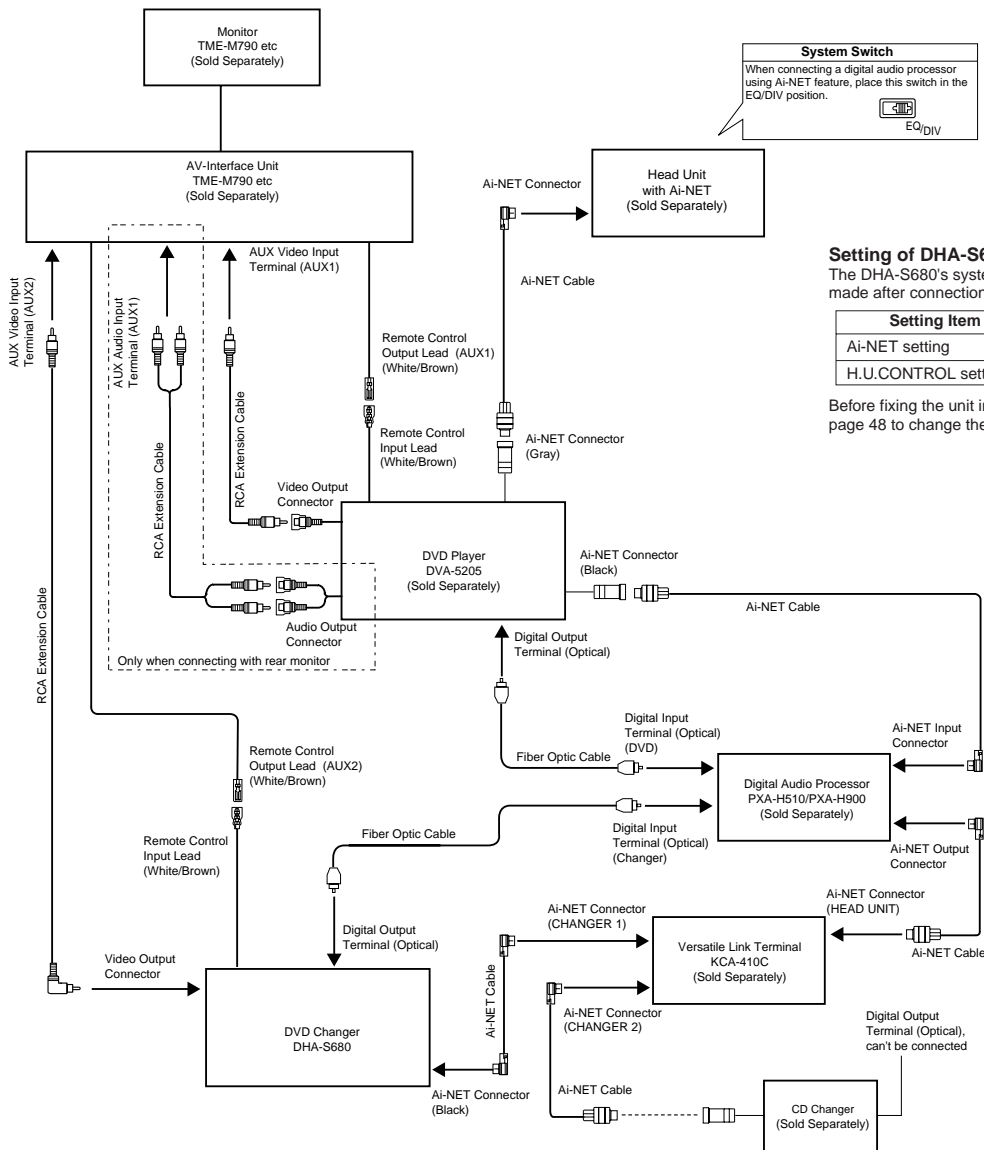 Monitor
TME-M790 etc
(Sold Separately)
System Switch
When connecting a digital audio processor
using Ai-NET feature, place this switch in the
EQ/DIV position.
EQ/DIV
AV-Interface Unit
TME-M790 etc
(Sold Separately)
Ai-NET Connector
Head Unit
with Ai-NET
(Sold Separately)
AUX Video Input
Terminal (AUX2)
AUX Audio Input
Terminal (AUX1)
AUX Video Input
Terminal (AUX1)
Ai-NET Cable
Setting of DHA-S6
The DHA-S680's syste
made after connection
Setting Item
Ai-NET setting
H.U.CONTROL sett
Before fixing the unit in
page 48 to change the
Remote Control
Output Lead (AUX1)
(White/Brown)
Remote Control
Input Lead
(White/Brown)
Ai-NET Connector
(Gray)
RCA Extension Cable
RCA Extension Cable
RCA Extension Cable
Video Output
Connector
DVD Player
DVA-5205
(Sold Separately)
Ai-NET Connector
(Black)
Ai-NET Cable
Audio Output
Connector
Only when connecting with rear monitor
Digital Output
Terminal (Optical)
Digital Input
Terminal (Optical)
(DVD)
Fiber Optic Cable
Ai-NET Input
Connector
Remote Control
Output Lead (AUX2)
(White/Brown)
Digital Audio Processor
PXA-H510/PXA-H900
(Sold Separately)
Fiber Optic Cable
Digital Input
Terminal (Optical)
(Changer)
Remote Control
Input Lead
(White/Brown)
Ai-NET Output
Connector
Ai-NET Connector
(HEAD UNIT)
Ai-NET Connector
(CHANGER 1)
Digital Output
Terminal (Optical)
Versatile Link Terminal
KCA-410C
(Sold Separately)
Ai-NET Cable
Video Output
Connector
Ai-NET Cable
DVD Changer
DHA-S680
Ai-NET Connector
(CHANGER 2)
Digital Output
Terminal (Optical),
can't be connected
Ai-NET Connector
(Black)
Ai-NET Cable
CD Changer
(Sold Separately)